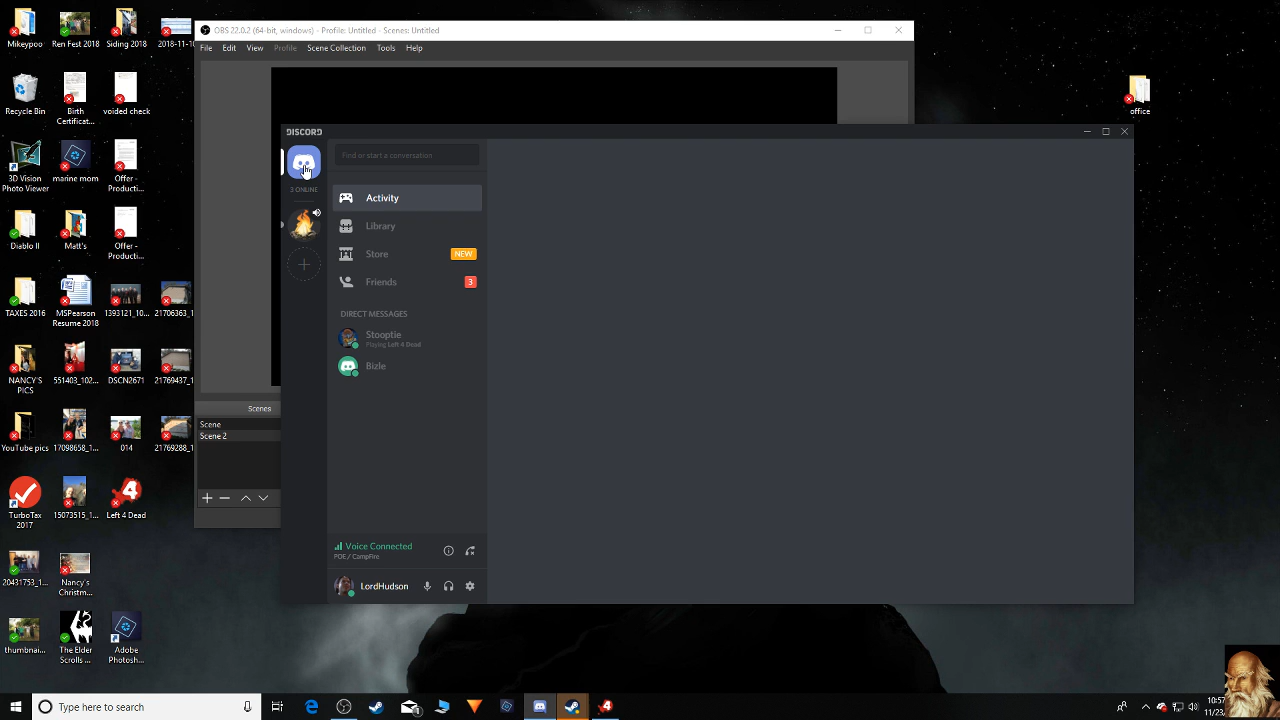 Mikeypoo
Ren Fest 2018
Siding 2018
2018-11-10
Recycle Bin
Birth
Certificat...
voided check
3D Vision
Photo Viewer
marine mom
Offer -
Producti...
Diablo II
Matt's
Offer -
Producti...
TAXES 2016
MSPearson
Resume 2018
1393121_10...
21706363_1
NANCY'S
PICS
551403_102...
DSCN2671
21769437_1
YouTube pics
17098658_1...
014
21769288_1
TurboTax
2017
15073515_1...
Left 4 Dead
20431753_1...
Nancy's
Christm...
thumbnai...
The Elder
Scrolls ...
Adobe
Photosh...
office
OBS 22.0.2 (64-bit, windows) - Profile: Untitled - Scenes: Untitled
File Edit View Profile Scene Collection Tools Help
Scenes
Scene
Scene 2
DISCORD
3 ONLINE
Find or start a conversation
Activity
Library
Store NEW
Friends 3
DIRECT MESSAGES
Stooptie
Playing Left 4 Dead
Bizle
Voice Connected
POE / CampFire
LordHudson
Type here to search
10:57
11/23